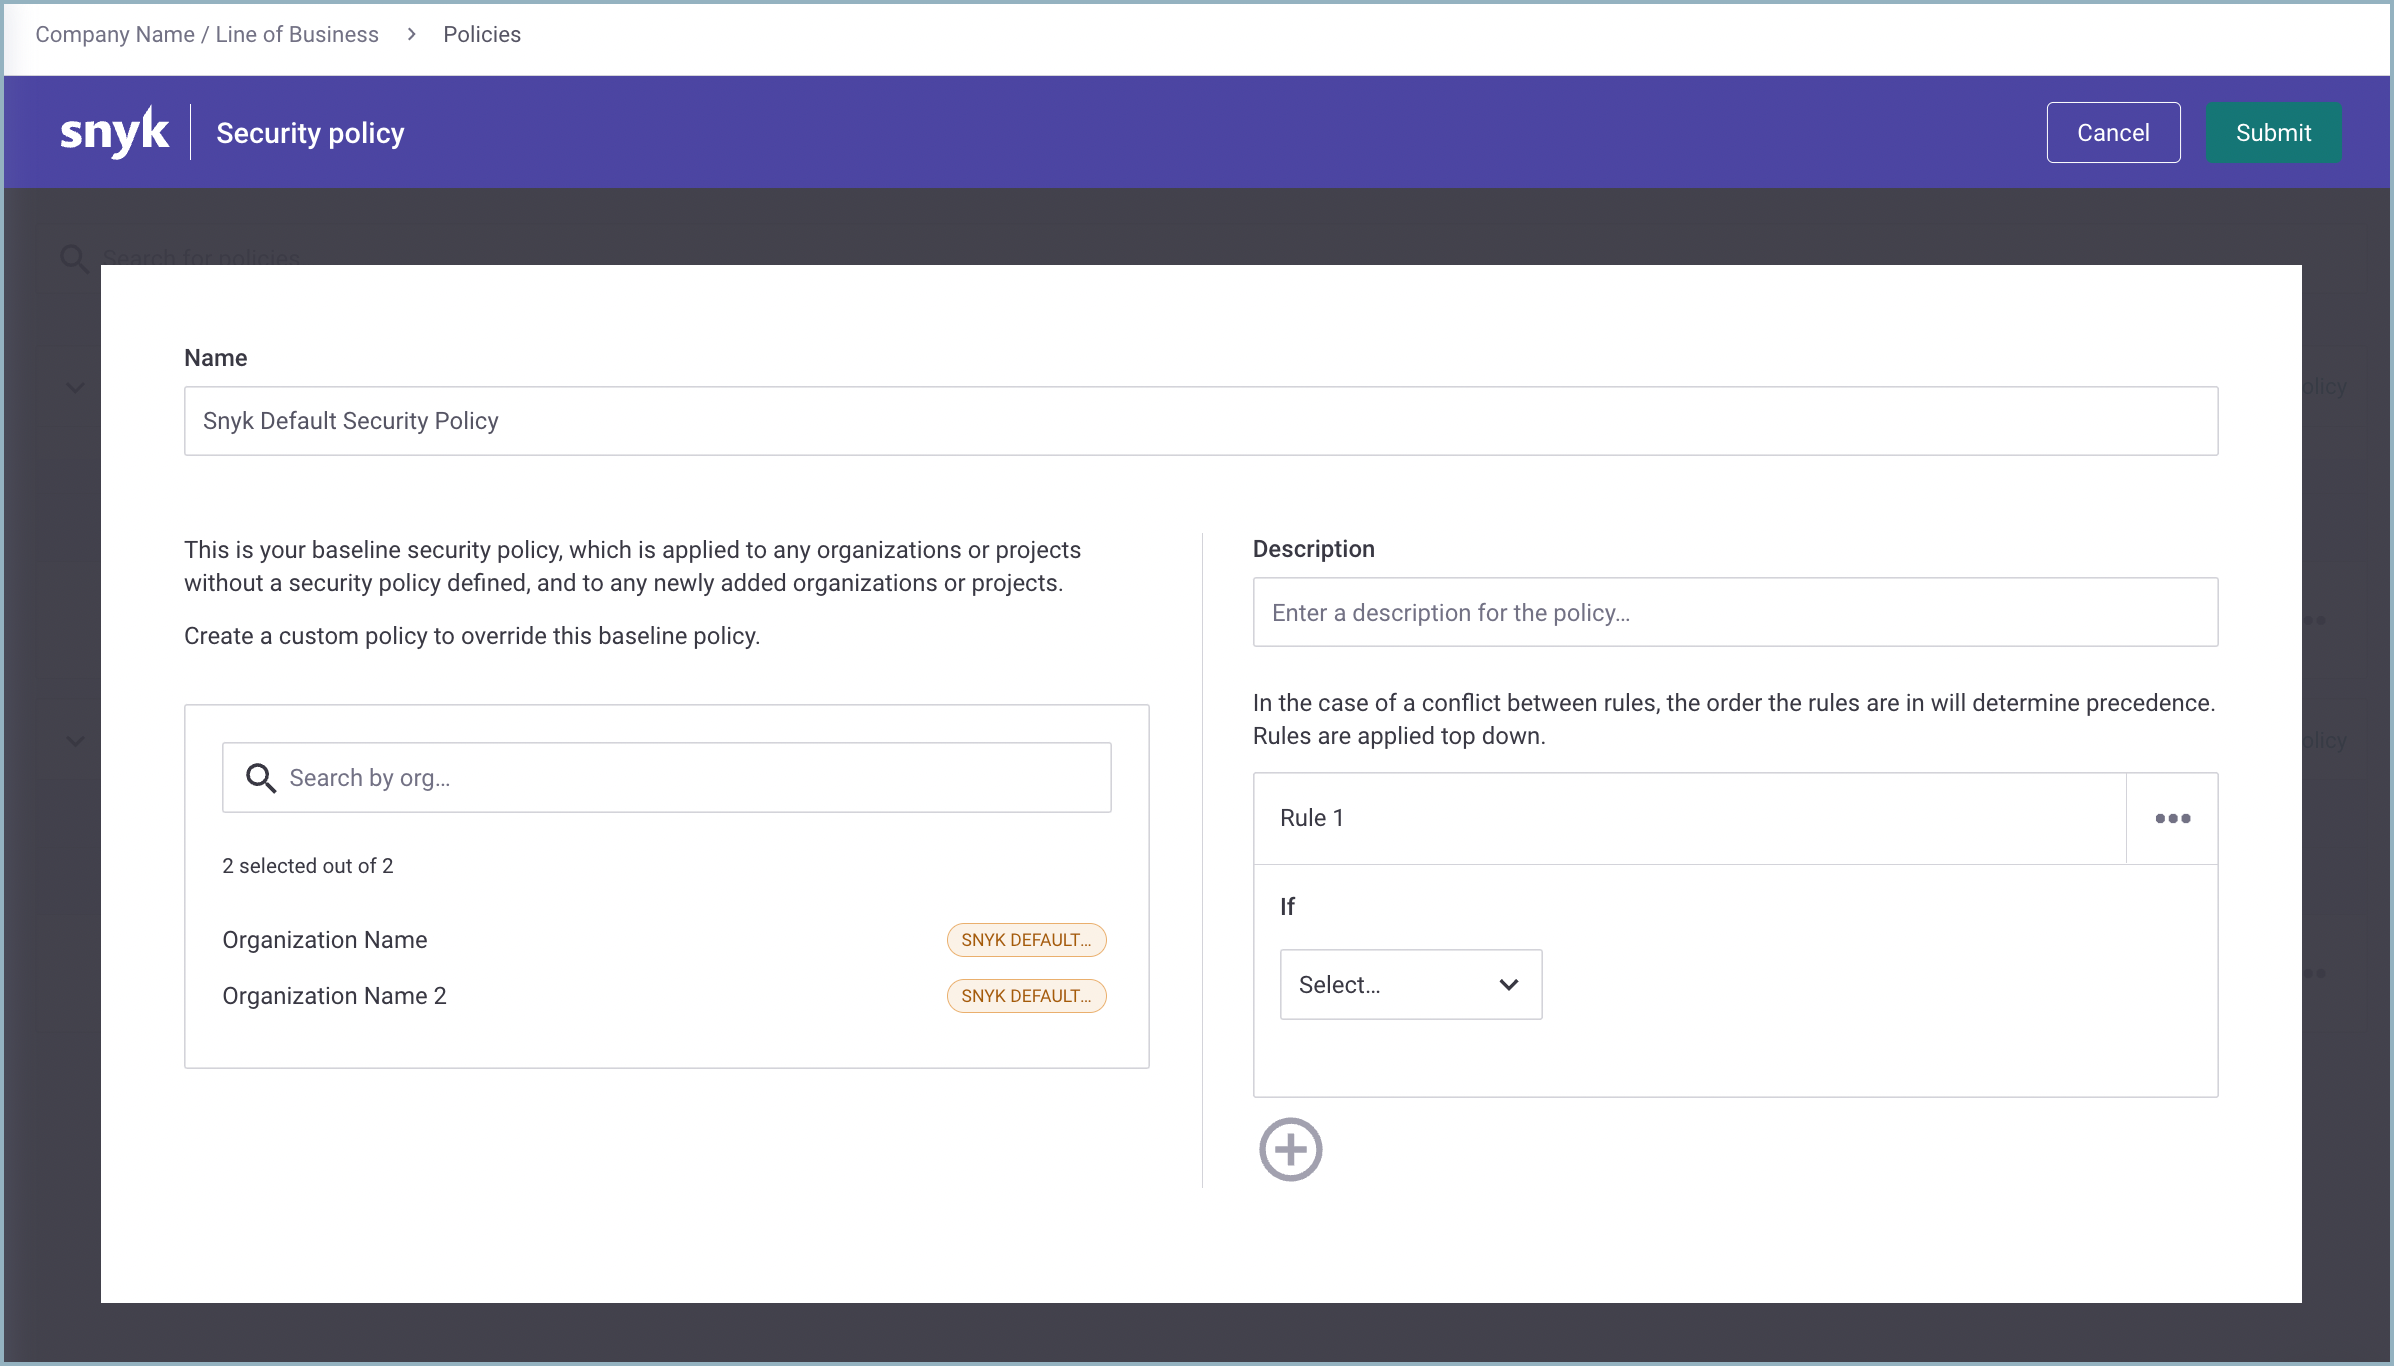 Company Name / Line of Business > Policies
snyk Security policy Cancel Submit
Search for policies
Name
Snyk Default Security Policy
This is your baseline security policy, which is applied to any organizations or projects
without a security policy defined, and to any newly added organizations or projects.
Create a custom policy to override this baseline policy.
Search by org...
2 selected out of 2
Organization Name SNYK DEFAULT...
Organization Name 2 SNYK DEFAULT...
Description
Enter a description for the policy...
In the case of a conflict between rules, the order the rules are in will determine precedence.
Rules are applied top down.
Rule 1
If
Select...
olicy
olicy